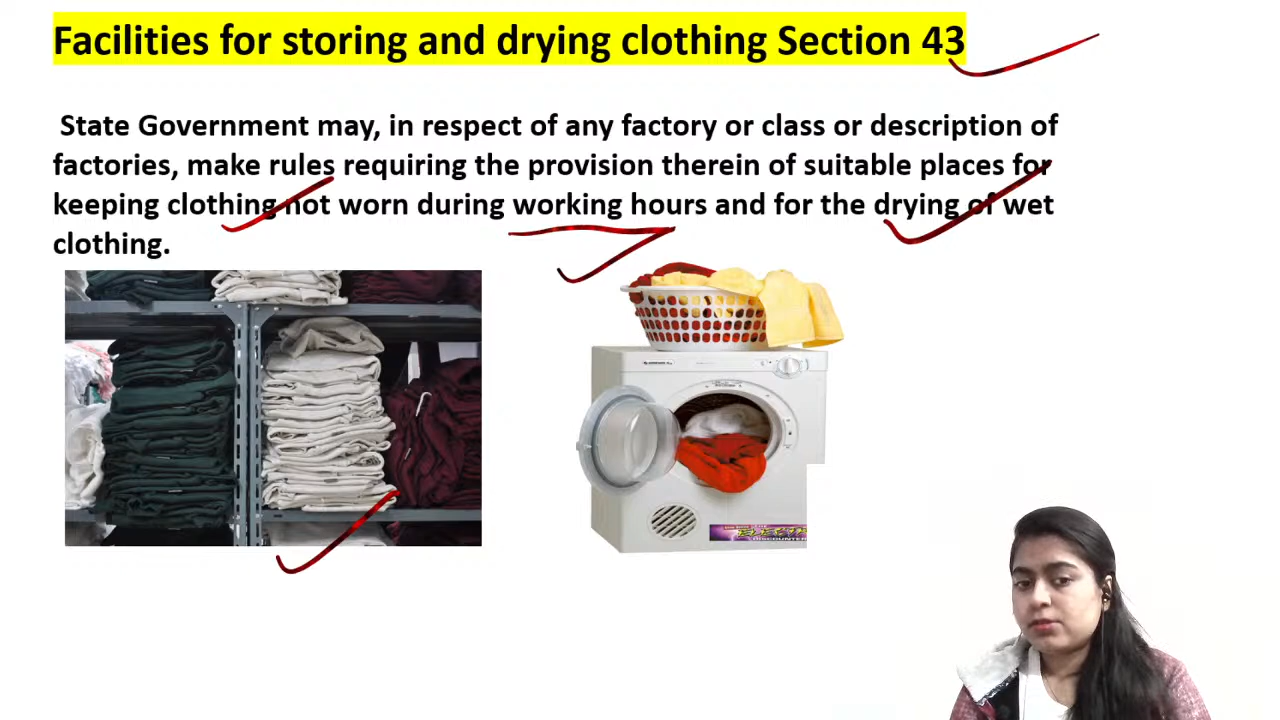 Facilities for storing and drying clothing Section 43
State Government may, in respect of any factory or class or description of
factories, make rules requiring the provision therein of suitable places for
keeping clothing not worn during working hours and for the drying of wet
clothing.